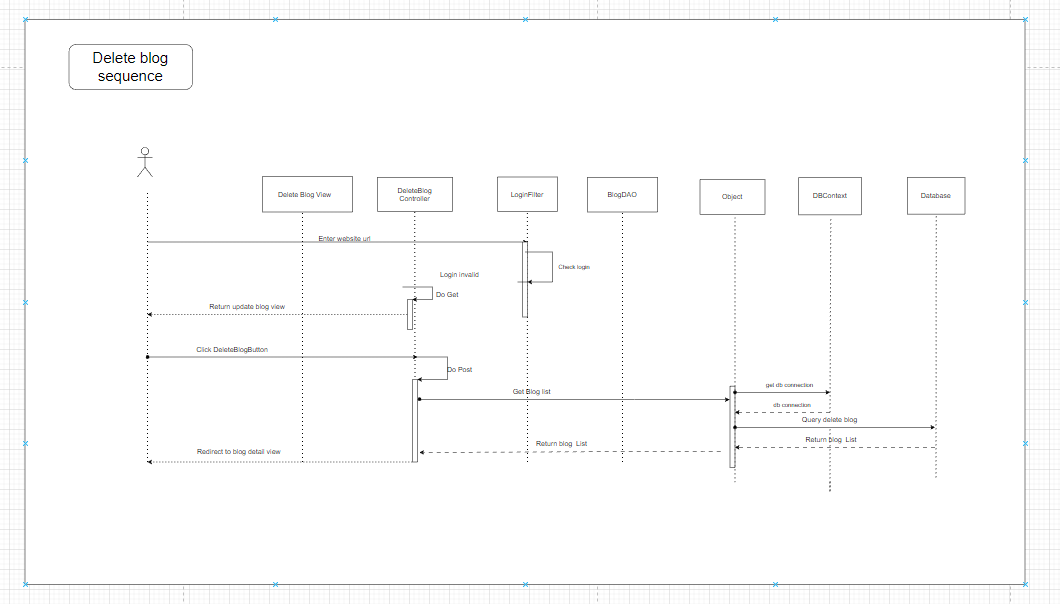 Delete blog
sequence
Delete Blog View
DeleteBlog
Controller
LoginFilter
BlogDAO
Object
DBContext
Database
Enter website url
Check login
Login invalid
Do Get
Return update blog view
Click DeleteBlogButton
Do Post
Get Blog list
get db connection
db connection
Query delete blog
Return blog List
Return blog List
Redirect to blog detail view